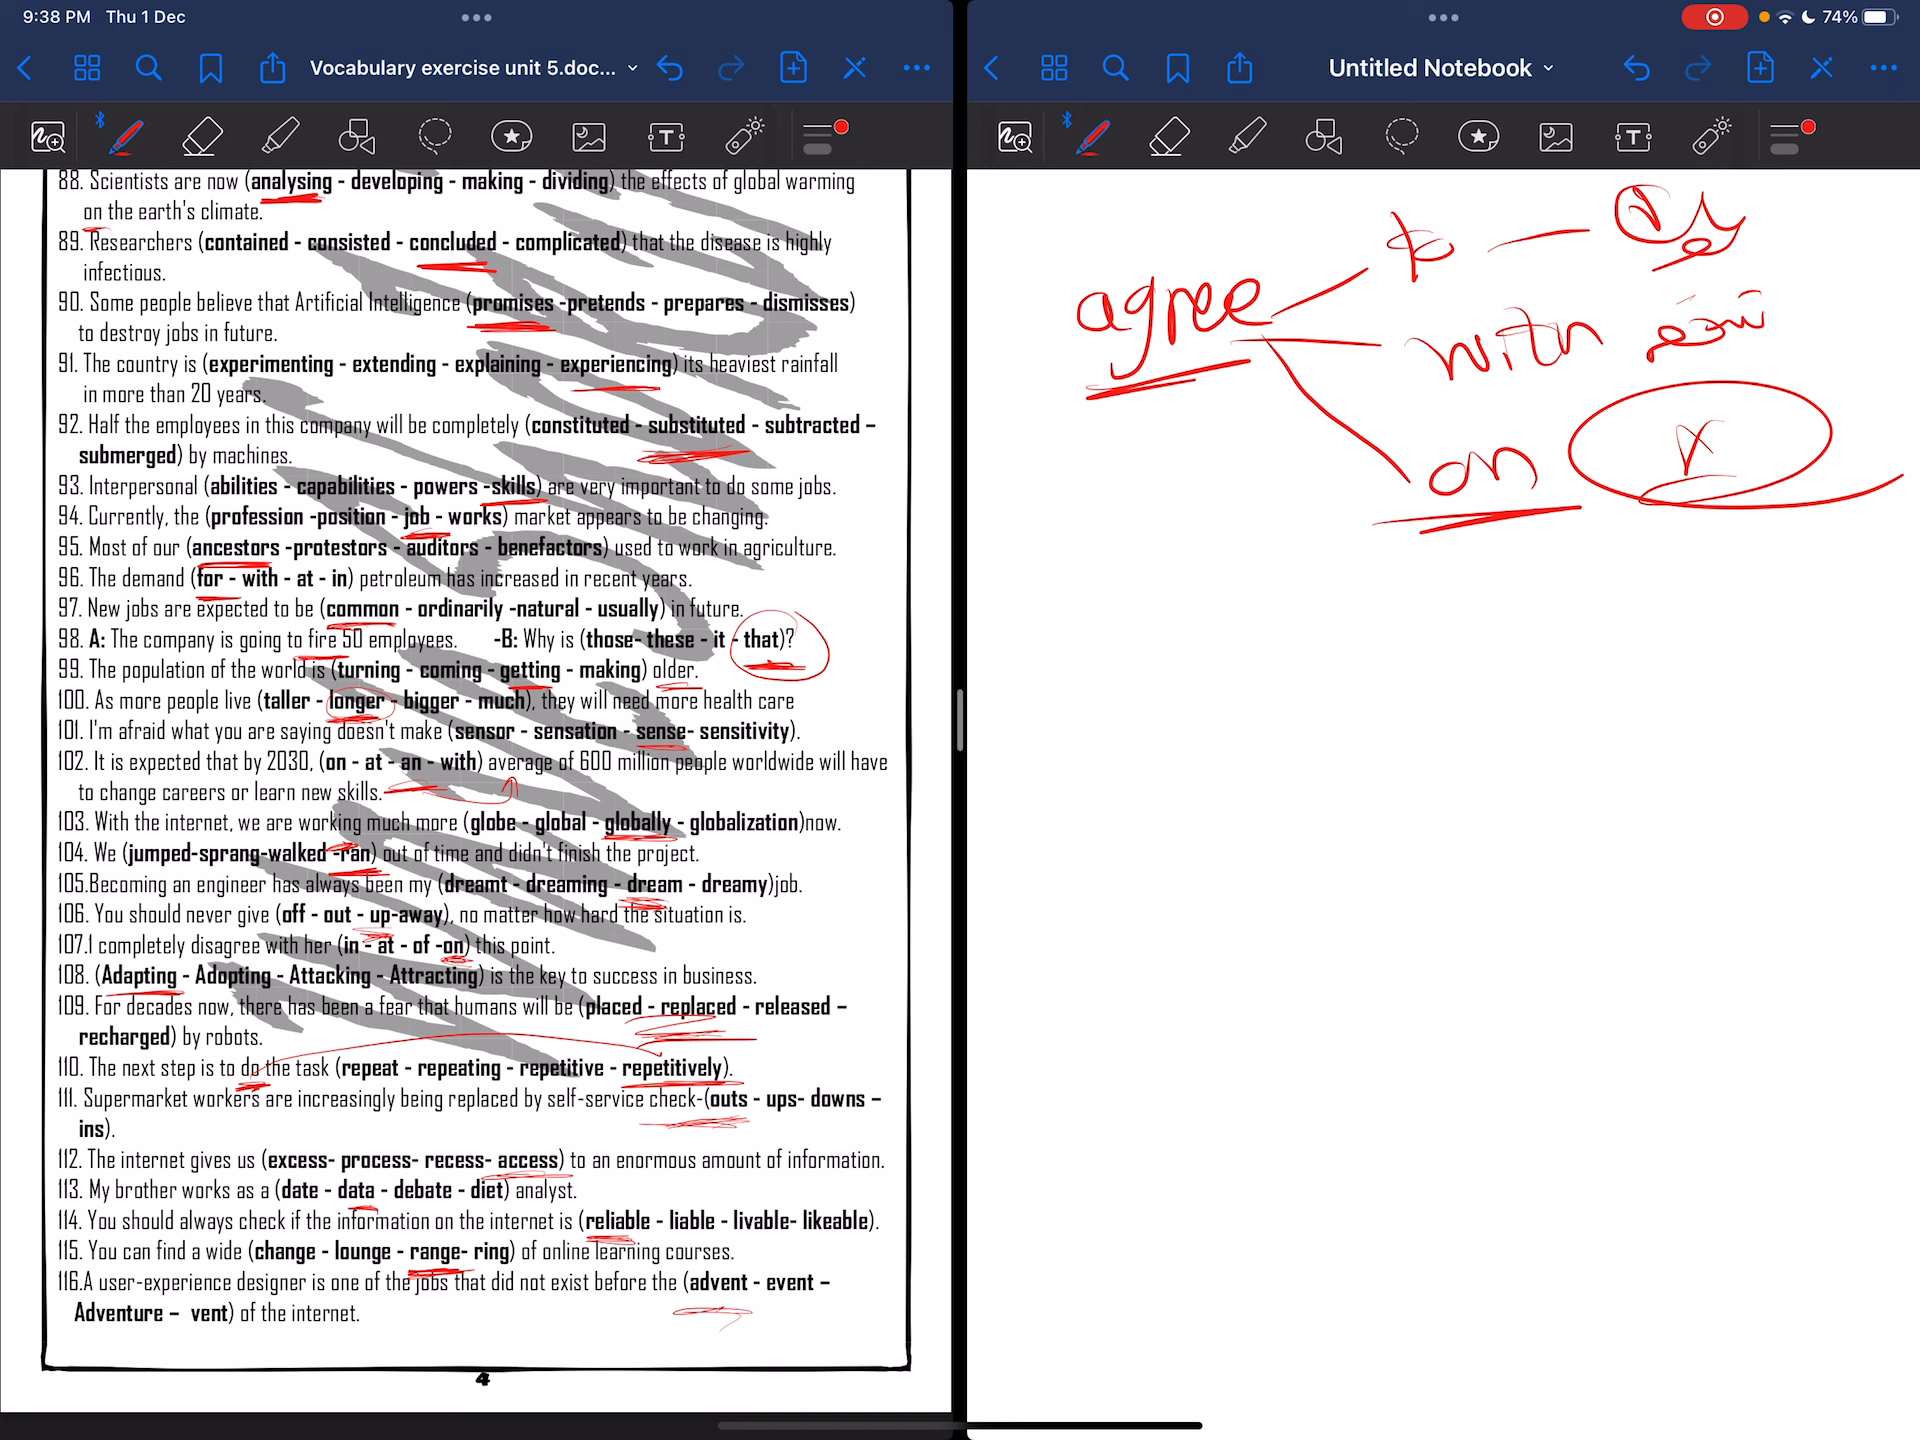 9:38 PM Thu 1 Dec
74%
Vocabulary exercise unit 5.doc...
Untitled Notebook
88. Scientists are now (analysing - developing - making - dividing) the effects of global warming
on the earth's climate.
89. Researchers (contained - consisted - concluded - complicated) that the disease is highly
infectious.
90. Some people believe that Artificial Intelligence (promises -pretends - prepares - dismisses)
to destroy jobs in future.
91. The country is (experimenting - extending - explaining - experiencing) its heaviest rainfall
in more than 20 years.
92. Half the employees in this company will be completely (constituted - substituted - subtracted –
submerged) by machines.
93. Interpersonal (abilities - capabilities - powers -skills) are very important to do some jobs.
94. Currently, the (profession -position - job - works) market appears to be changing.
95. Most of our (ancestors -protestors - auditors - benefactors) used to work in agriculture.
96. The demand (for - with - at - in) petroleum has increased in recent years.
97. New jobs are expected to be (common - ordinarily -natural - usually) in future.
98. A: The company is going to fire 50 employees. -B: Why is (those- these - it - that)?
99. The population of the world is (turning - coming - getting - making) older.
100. As more people live (taller - longer - bigger - much), they will need more health care
101. I'm afraid what you are saying doesn't make (sensor - sensation - sense- sensitivity).
102. It is expected that by 2030, (on - at - an - with) average of 600 million people worldwide will have
to change careers or learn new skills.
103. With the internet, we are working much more (globe - global - globally - globalization)now.
104. We (jumped-sprang-walked -ran) out of time and didn't finish the project.
105.Becoming an engineer has always been my (dreamt - dreaming - dream - dreamy)job.
106. You should never give (off - out - up-away), no matter how hard the situation is.
107.I completely disagree with her (in - at - of -on) this point.
108. (Adapting - Adopting - Attacking - Attracting) is the key to success in business.
109. For decades now, there has been a fear that humans will be (placed - replaced - released –
recharged) by robots.
110. The next step is to do the task (repeat - repeating - repetitive - repetitively).
111. Supermarket workers are increasingly being replaced by self-service check-(outs - ups- downs –
ins).
112. The internet gives us (excess- process- recess- access) to an enormous amount of information.
113. My brother works as a (date - data - debate - diet) analyst.
114. You should always check if the information on the internet is (reliable - liable - livable- likeable).
115. You can find a wide (change - lounge - range- ring) of online learning courses.
116.A user-experience designer is one of the jobs that did not exist before the (advent - event –
Adventure – vent) of the internet.
4
to
agree
with
on